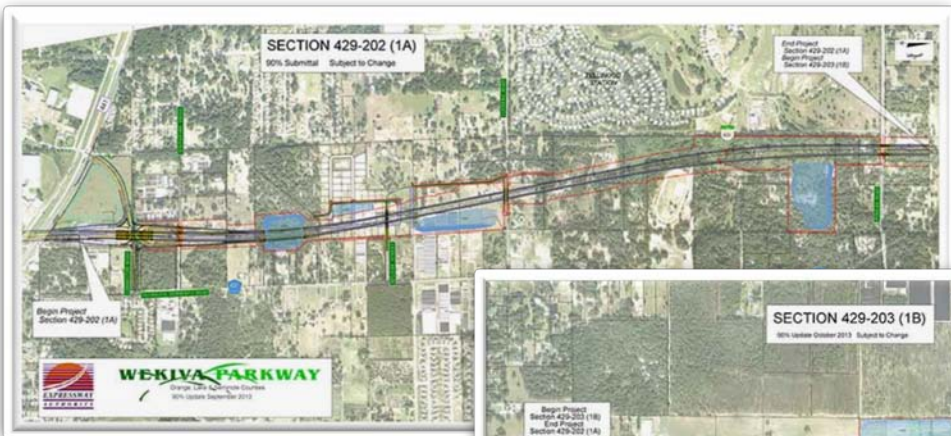 SECTION 429-202 (1A)
90% Submittal Subject to Change
End Project
Section 429-202 (1A)
Begin Project
Section 429-203 (1B)
STATION
441
Begin Project
Section 429-202 (1A)
EXPRESSWAY
AUTHORITY
WEKIVA PARKWAY
Orange, Lake & Seminole Counties
90% Update September 2013
SECTION 429-203 (1B)
90% Update October 2013 Subject to Change
Begin Project
Section 429-203 (1B)
End Project
Section 429-202 (1A)